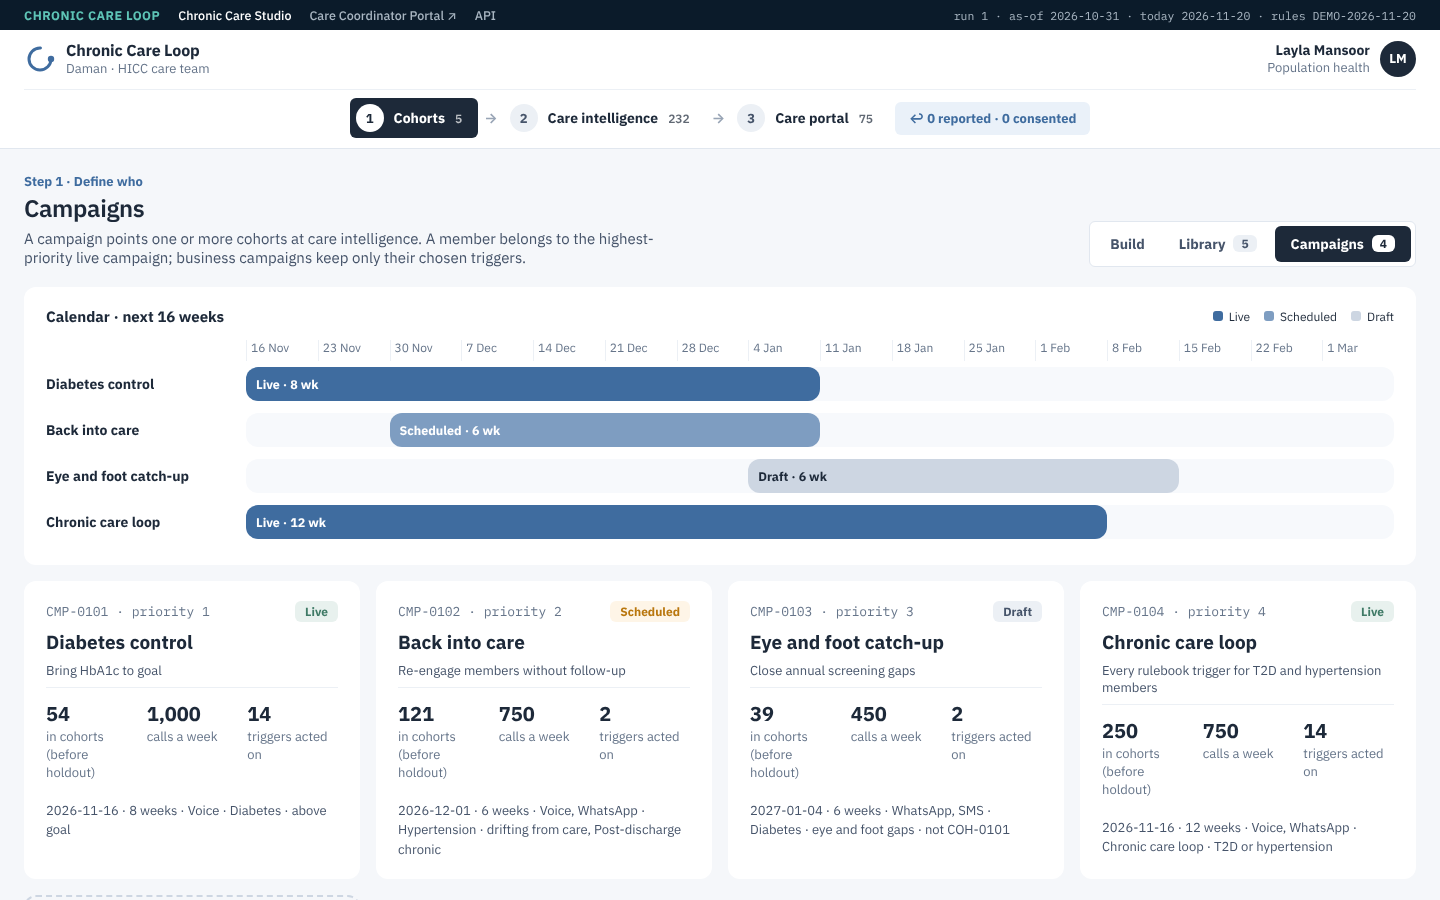 CHRONIC CARE LOOP Chronic Care Studio Care Coordinator Portal ↗ API run 1 · as-of 2026-10-31 · today 2026-11-20 · rules DEMO-2026-11-20
Chronic Care Loop
Daman · HICC care team
Layla Mansoor
Population health
LM
1 Cohorts 5 → 2 Care intelligence 232 → 3 Care portal 75 ↩ 0 reported · 0 consented
Step 1 · Define who
Campaigns
A campaign points one or more cohorts at care intelligence. A member belongs to the highest-
priority live campaign; business campaigns keep only their chosen triggers.
Build Library 5 Campaigns 4
Calendar · next 16 weeks
Live Scheduled Draft
16 Nov 23 Nov 30 Nov 7 Dec 14 Dec 21 Dec 28 Dec 4 Jan 11 Jan 18 Jan 25 Jan 1 Feb 8 Feb 15 Feb 22 Feb 1 Mar
Diabetes control Live · 8 wk
Back into care Scheduled · 6 wk
Eye and foot catch-up Draft · 6 wk
Chronic care loop Live · 12 wk
CMP-0101 · priority 1 Live
Diabetes control
Bring HbA1c to goal
54 1,000 14
in cohorts calls a week triggers acted
(before on
holdout)
2026-11-16 · 8 weeks · Voice · Diabetes · above
goal
CMP-0102 · priority 2 Scheduled
Back into care
Re-engage members without follow-up
121 750 2
in cohorts calls a week triggers acted
(before on
holdout)
2026-12-01 · 6 weeks · Voice, WhatsApp ·
Hypertension · drifting from care, Post-discharge
chronic
CMP-0103 · priority 3 Draft
Eye and foot catch-up
Close annual screening gaps
39 450 2
in cohorts calls a week triggers acted
(before on
holdout)
2027-01-04 · 6 weeks · WhatsApp, SMS ·
Diabetes · eye and foot gaps · not COH-0101
CMP-0104 · priority 4 Live
Chronic care loop
Every rulebook trigger for T2D and hypertension
members
250 750 14
in cohorts calls a week triggers acted
(before on
holdout)
2026-11-16 · 12 weeks · Voice, WhatsApp ·
Chronic care loop · T2D or hypertension